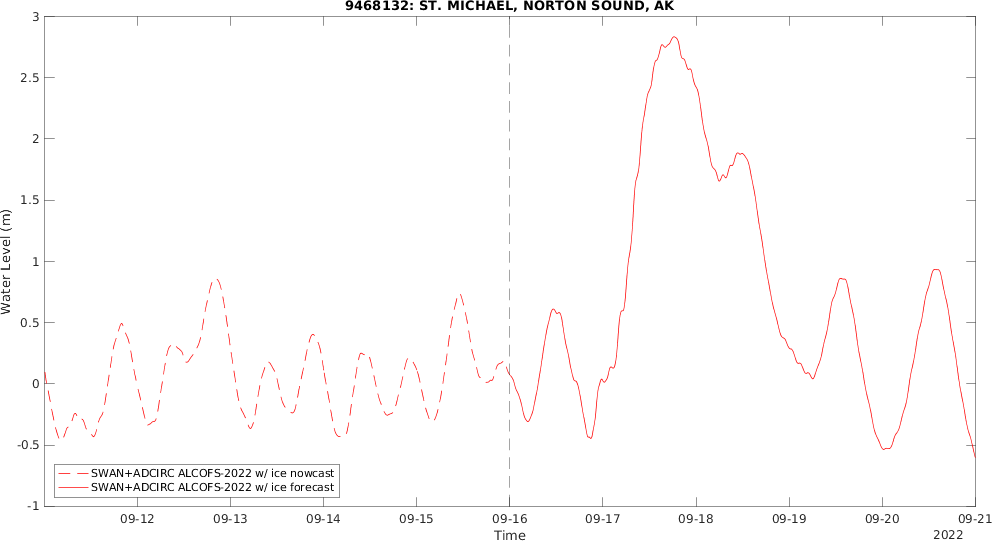 9468132: ST. MICHAEL, NORTON SOUND, AK
3
2.5
2
1.5
1
0.5
0
-0.5
-1
Water Level (m)
SWAN+ADCIRC ALCOFS-2022 w/ ice nowcast
SWAN+ADCIRC ALCOFS-2022 w/ ice forecast
09-12 09-13 09-14 09-15 09-16 09-17 09-18 09-19 09-20 09-21
Time
2022